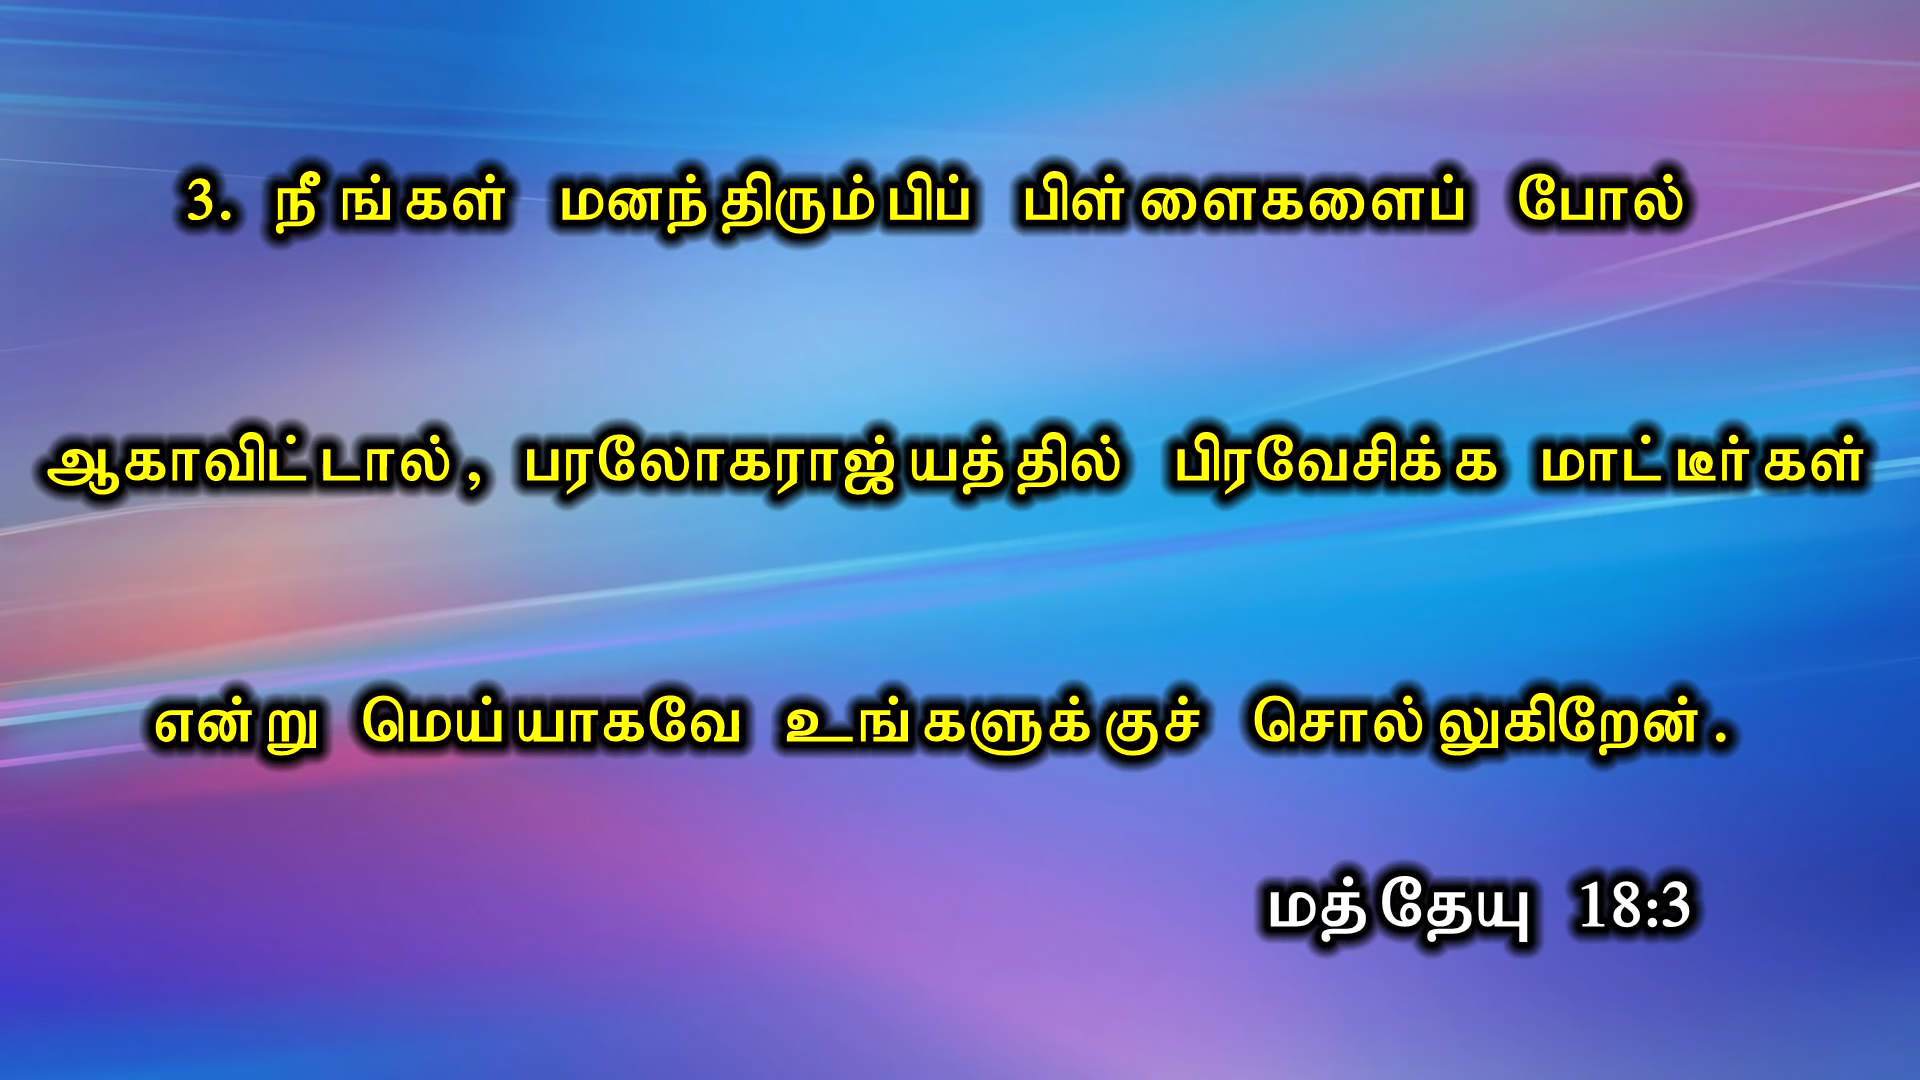 3. நீங்கள் மனந்திரும்பிப் பிள்ளைகளைப் போல்
ஆகாவிட்டால், பரலோகராஜ்யத்தில் பிரவேசிக்க மாட்டீர்கள்
என்று மெய்யாகவே உங்களுக்குச் சொல்லுகிறேன்.
மத்தேயு 18:3